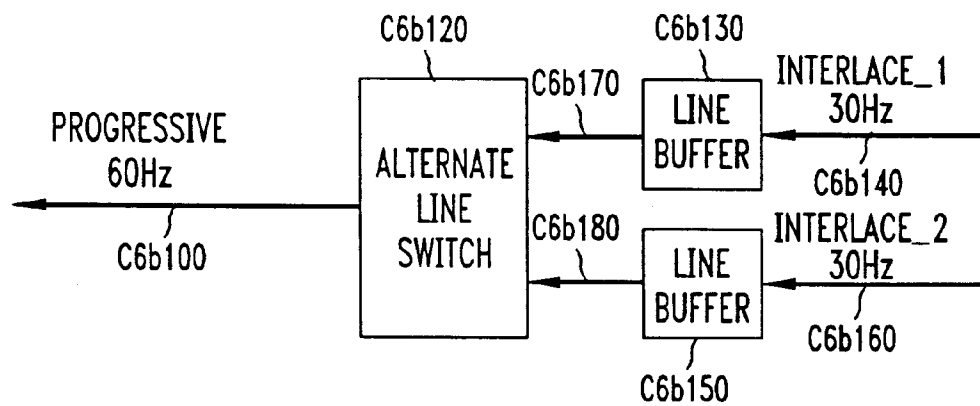 C6b120
C6b130
C6b170
INTERLACE_1
30Hz
LINE
BUFFER
C6b140
PROGRESSIVE
60Hz
C6b100
ALTERNATE
LINE
SWITCH
C6b180
INTERLACE_2
30Hz
LINE
BUFFER
C6b160
C6b150